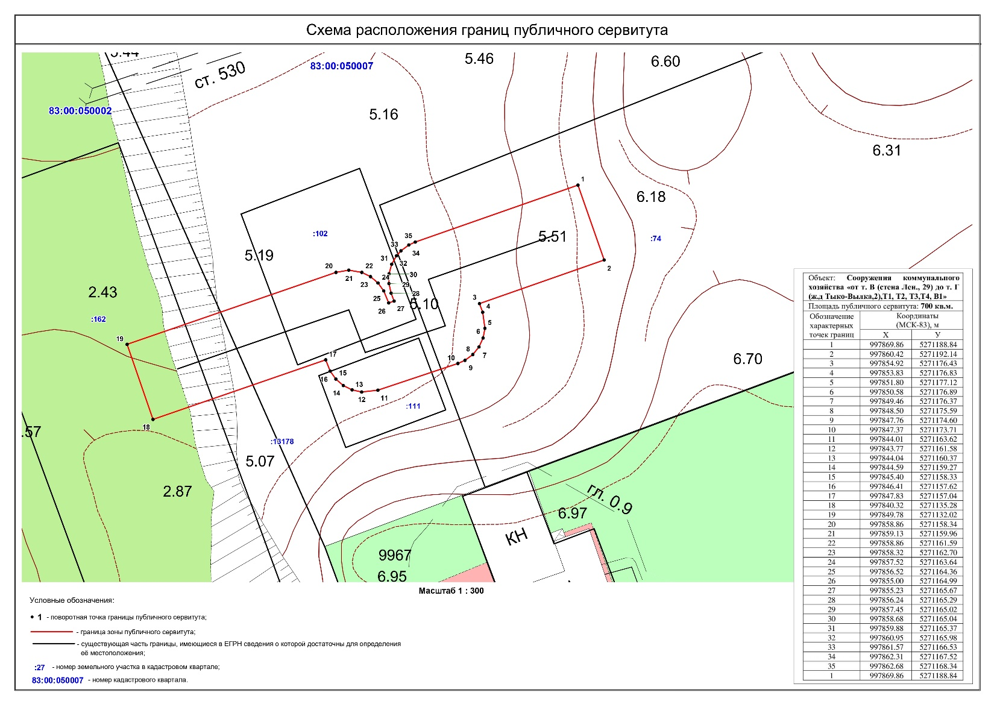 Схема расположения границ публичного сервитута
5.44
ст. 530
83:00:050007
5.46
6.60
83:00:050002
5.16
6.31
6.18
:102
5.19
5.51
:74
1
35
33
34
31
32
20
22
30
21
23
24
29
25
28
26
27
5.10
2
3
4
5
6
7
8
9
10
2.43
:162
19
17
16
15
14
13
12
11
6.70
:111
18
.57
:13178
5.07
2.87
гл. 0.9
6.97
КН
9967
6.95
Объект: Сооружения коммунального
хозяйства «от т. В (стена Лен., 29) до т. Г
(ж.д Тыко-Вылка,2),Т1, Т2, Т3,Т4, В1»
Площадь публичного сервитута: 700 кв.м.
Обозначение характерных точек границ Координаты (МСК-83), м
X У
1 997869.86 5271188.84
2 997860.42 5271192.14
3 997854.92 5271176.43
4 997853.83 5271176.83
5 997851.80 5271177.12
6 997850.58 5271176.89
7 997849.46 5271176.37
8 997848.50 5271175.59
9 997847.76 5271174.60
10 997847.37 5271173.71
11 997844.01 5271163.62
12 997843.77 5271161.58
13 997844.04 5271160.37
14 997844.59 5271159.27
15 997845.40 5271158.33
16 997846.41 5271157.62
17 997847.83 5271157.04
18 997840.32 5271135.28
19 997849.78 5271132.02
20 997858.86 5271158.34
21 997859.13 5271159.96
22 997858.86 5271161.59
23 997858.32 5271162.70
24 997857.52 5271163.64
25 997856.52 5271164.36
26 997855.00 5271164.99
27 997855.23 5271165.67
28 997856.24 5271165.29
29 997857.45 5271165.02
30 997858.68 5271165.04
31 997859.88 5271165.37
32 997860.95 5271165.98
33 997861.57 5271166.53
34 997862.31 5271167.52
35 997862.68 5271168.34
1 997869.86 5271188.84
Масштаб 1 : 300
Условные обозначения:
1 - поворотная точка границы публичного сервитута;
- граница зоны публичного сервитута;
- существующая часть границы, имеющиеся в ЕГРН сведения о которой достаточны для определения
её местоположения;
:27 - номер земельного участка в кадастровом квартале;
83:00:050007 - номер кадастрового квартала.